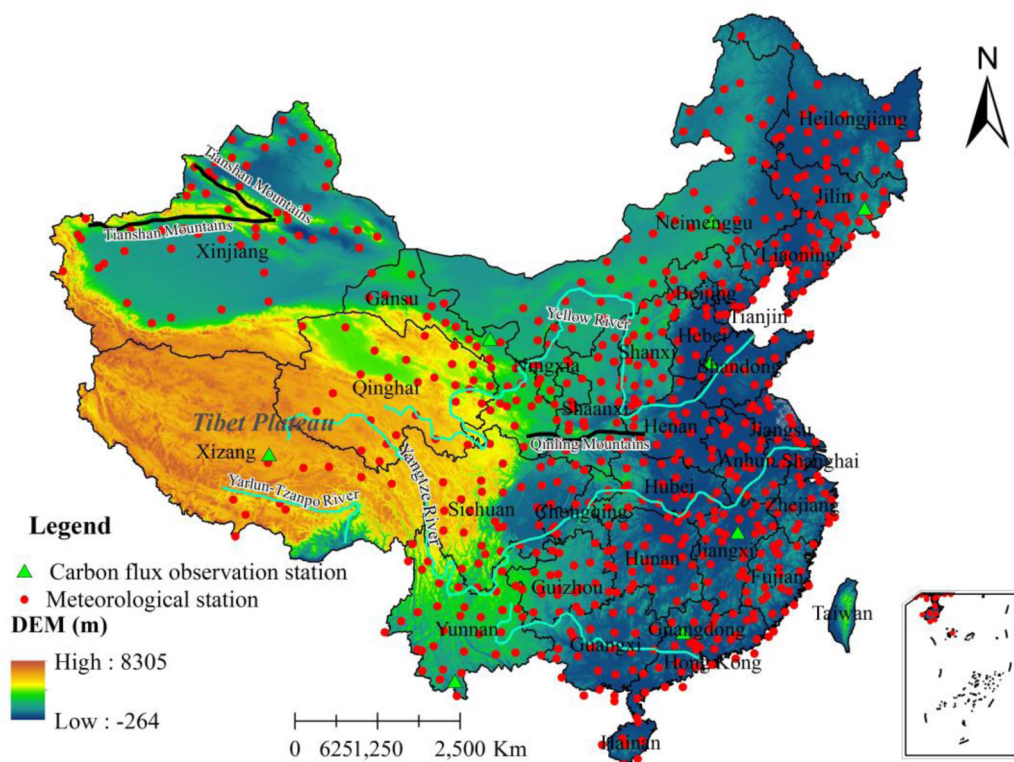 N
Heilongjiang
Tianshan Mountains
Jilin
Tianshan Mountains
Neimenggu
Xinjiang
Liaoning
Beijing
Gansu
Tianjin
Yellow River
Hebei
Shanxi
Ningxia
Shandong
Qinghai
Shaanxi
Tibet Plateau
Henan
Jiangsu
Qinling Mountains
Xizang
Anhui
Shanghai
Yangtze River
Yarlun-Tzanpo River
Hubei
Zhejiang
Sichuan
Chongqing
Legend
Hunan
Jiangxi
Carbon flux observation station
Guizhou
Fujian
Meteorological station
Taiwan
DEM (m)
Yunnan
Guangdong
Guangxi
High : 8305
Hong Kong
Low : -264
Hainan
0 6251,250 2,500 Km